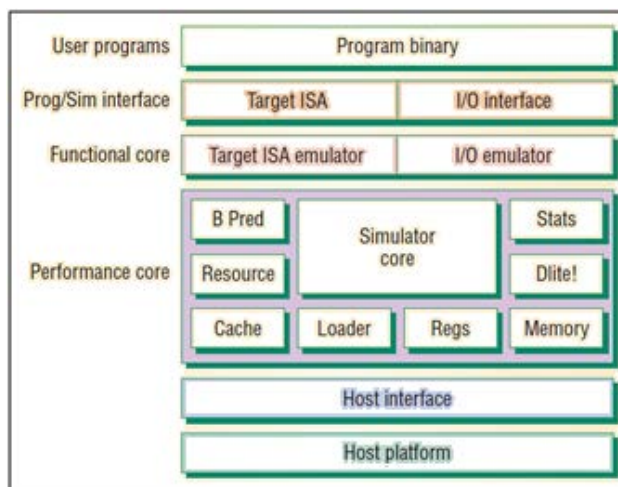 User programs
Program binary
Prog/Sim interface
Target ISA
I/O interface
Functional core
Target ISA emulator
I/O emulator
Performance core
B Pred
Simulator
core
Stats
Resource
Dlite!
Cache
Loader
Regs
Memory
Host interface
Host platform